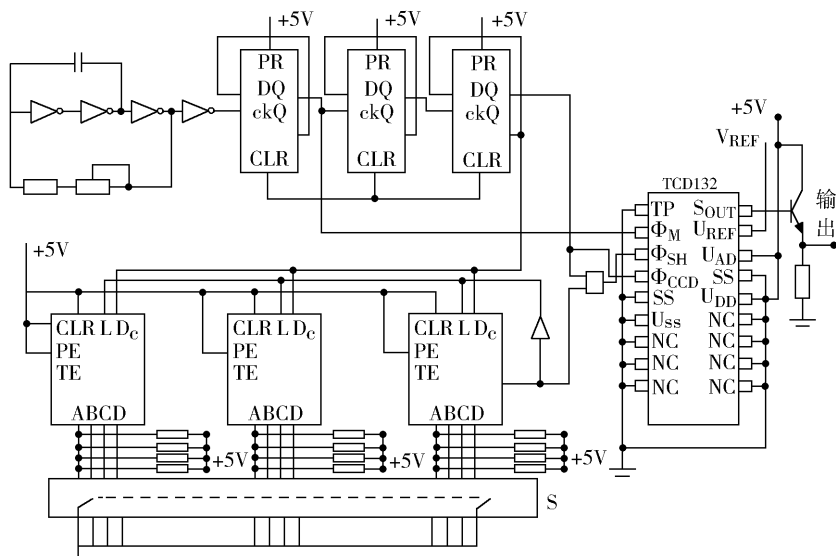 +5V
+5V
+5V
PR
DQ
ckQ
CLR
PR
DQ
ckQ
CLR
PR
DQ
ckQ
CLR
+5V
V_REF
TCD132
TP
Φ_M
Φ_SH
Φ_CCD
SS
U_SS
NC
NC
NC
S_OUT
U_REF
U_AD
SS
U_DD
NC
NC
NC
NC
输出
+5V
CLR L D_C
PE
TE
ABCD
CLR L D_C
PE
TE
ABCD
CLR L D_C
PE
TE
ABCD
+5V
+5V
+5V
S